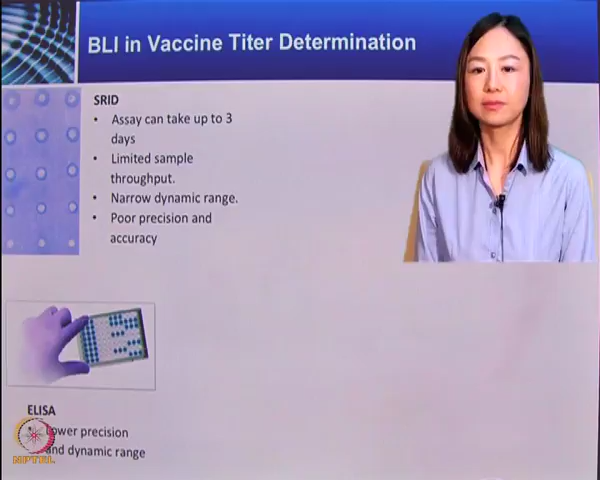 BLI in Vaccine Titer Determination
SRID
• Assay can take up to 3
days
• Limited sample
throughput.
• Narrow dynamic range.
• Poor precision and
accuracy
ELISA
Lower precision
and dynamic range
NPTEL